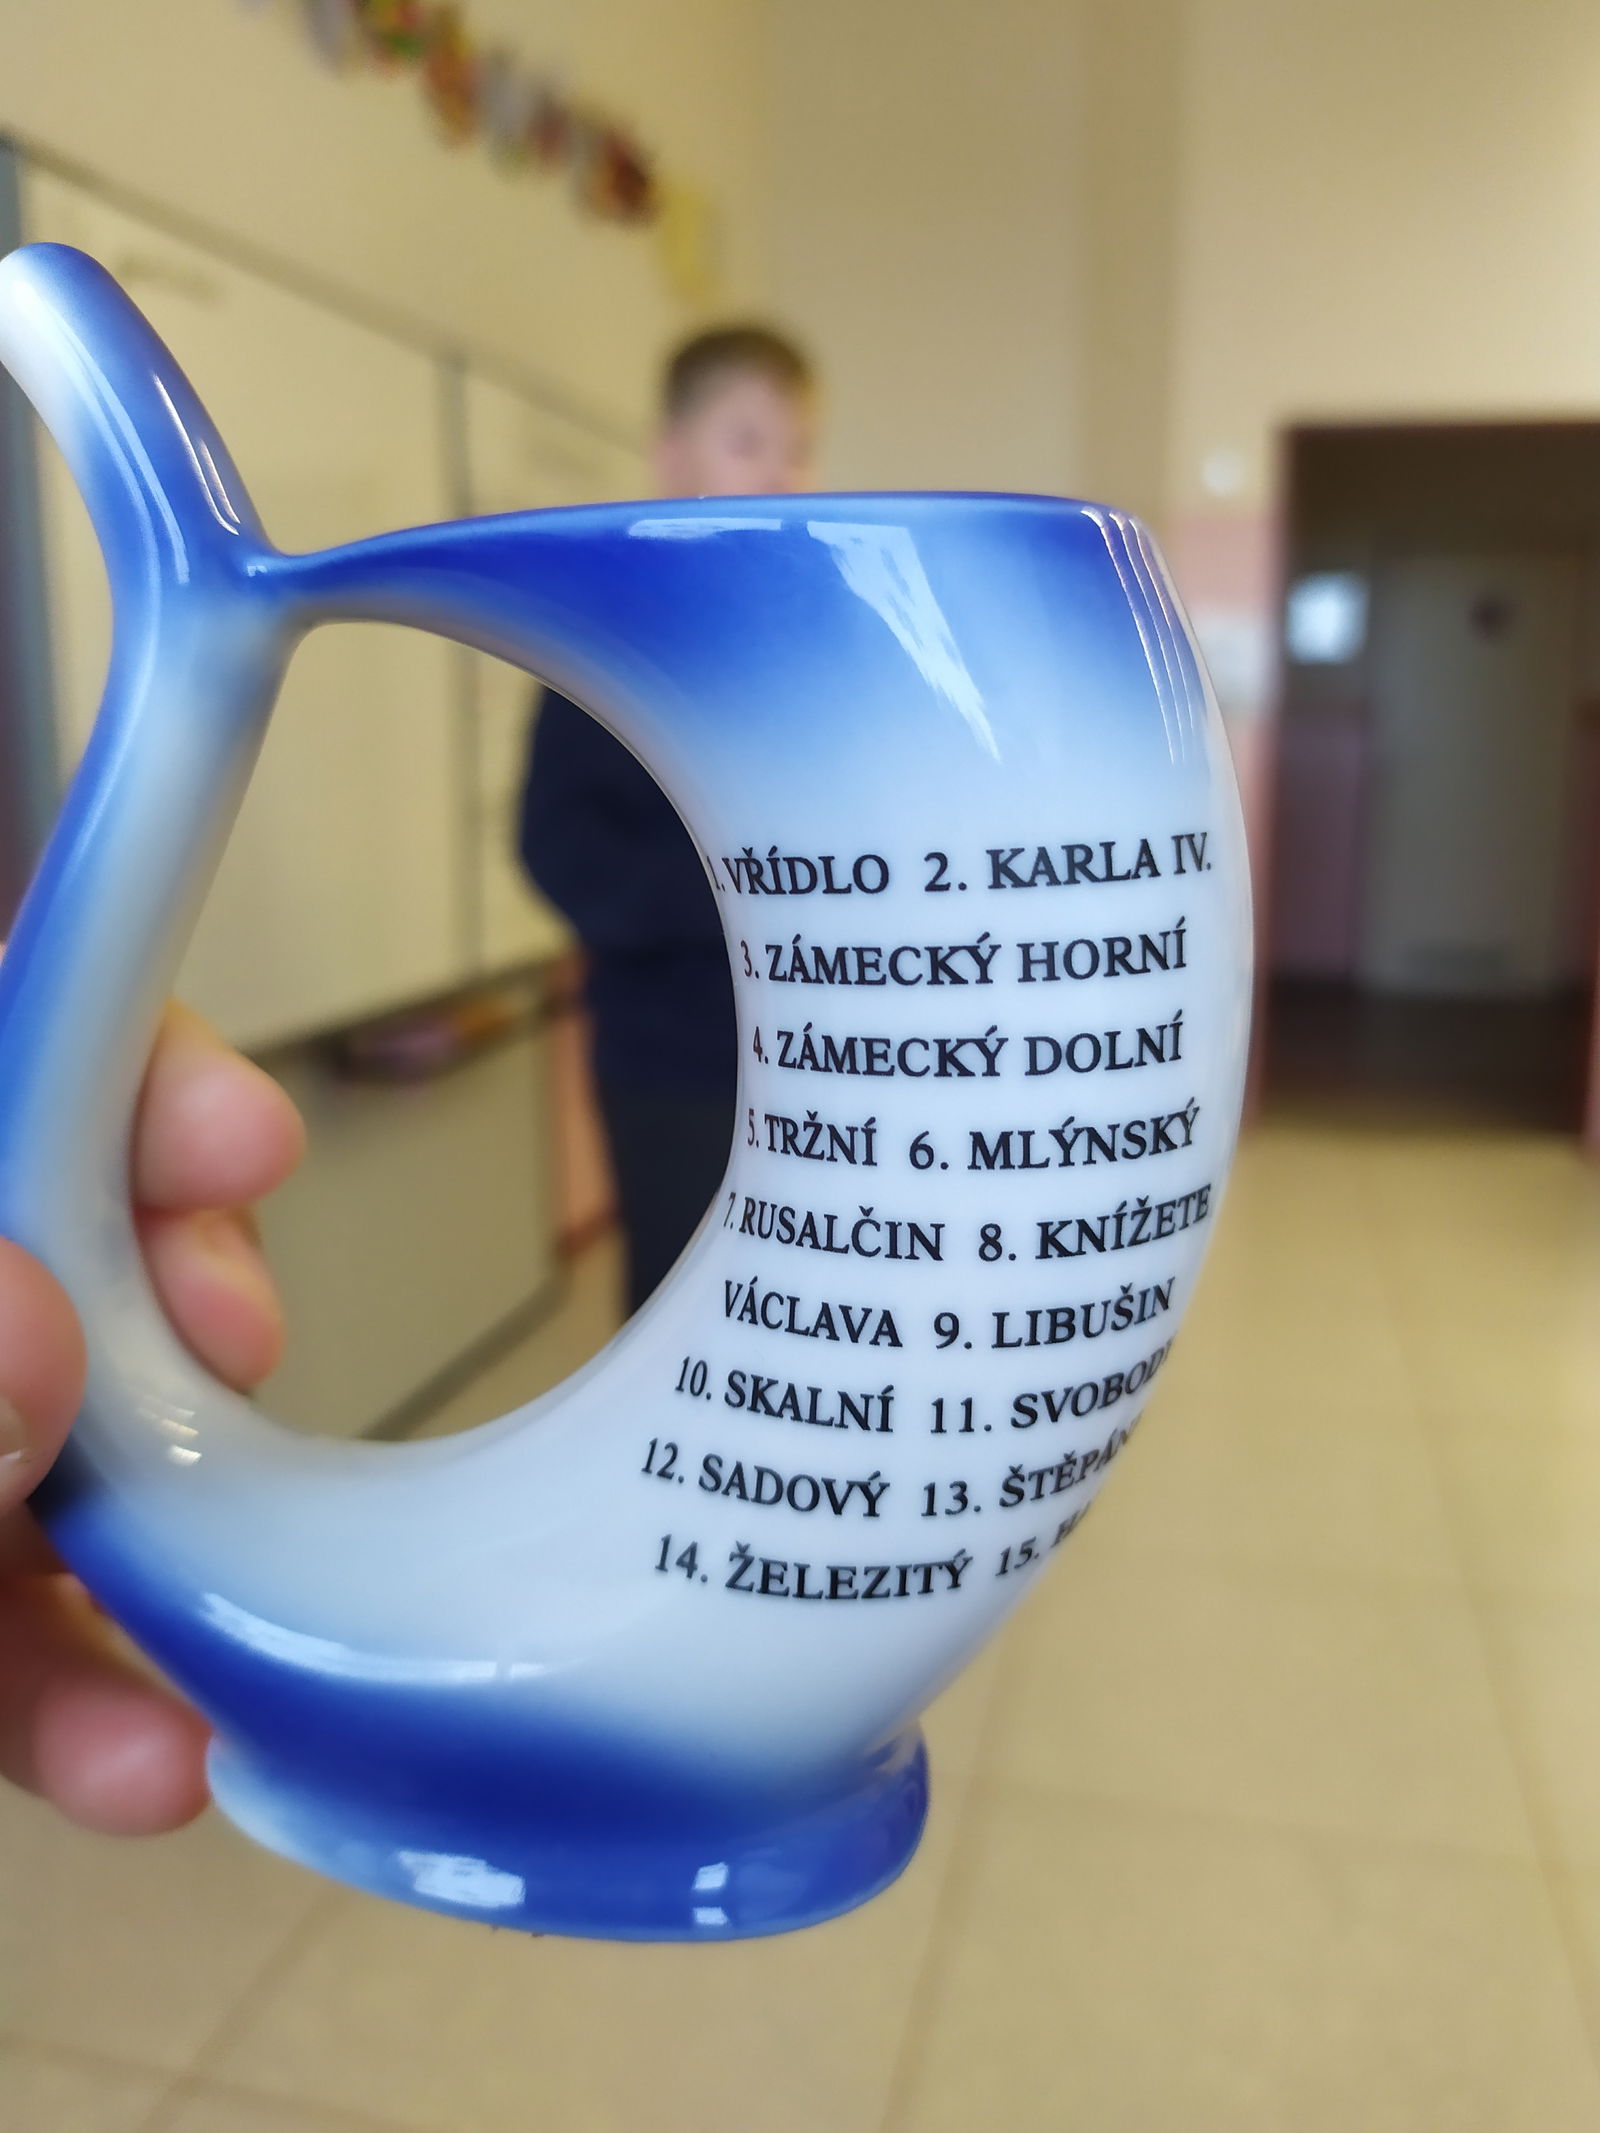 1. VŘÍDLO 2. KARLA IV.
3. ZÁMECKÝ HORNÍ
4. ZÁMECKÝ DOLNÍ
5. TRŽNÍ 6. MLÝNSKÝ
7. RUSALČIN 8. KNÍŽETE
VÁCLAVA 9. LIBUŠIN
10. SKALNÍ 11. SVOBODY
12. SADOVÝ 13.
14. ŽELEZITÝ 15.